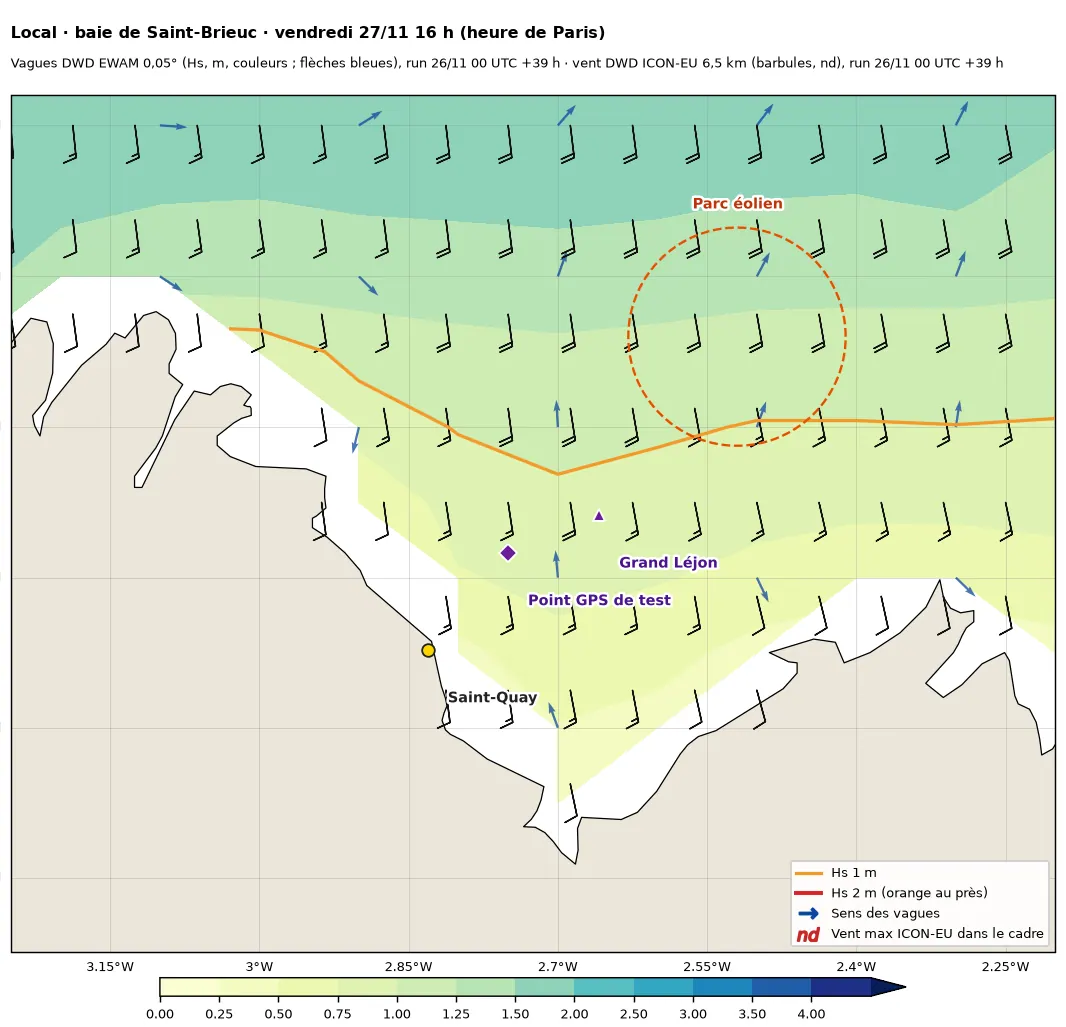 Local · baie de Saint-Brieuc · vendredi 27/11 16 h (heure de Paris)
Vagues DWD EWAM 0,05° (Hs, m, couleurs ; flèches bleues), run 26/11 00 UTC +39 h · vent DWD ICON-EU 6,5 km (barbules, nd), run 26/11 00 UTC +39 h
Parc éolien
Grand Léjon
Point GPS de test
Saint-Quay
Hs 1 m
Hs 2 m (orange au près)
Sens des vagues
nd Vent max ICON-EU dans le cadre
3.15°W 3°W 2.85°W 2.7°W 2.55°W 2.4°W 2.25°W
0.00 0.25 0.50 0.75 1.00 1.25 1.50 2.00 2.50 3.00 3.50 4.00